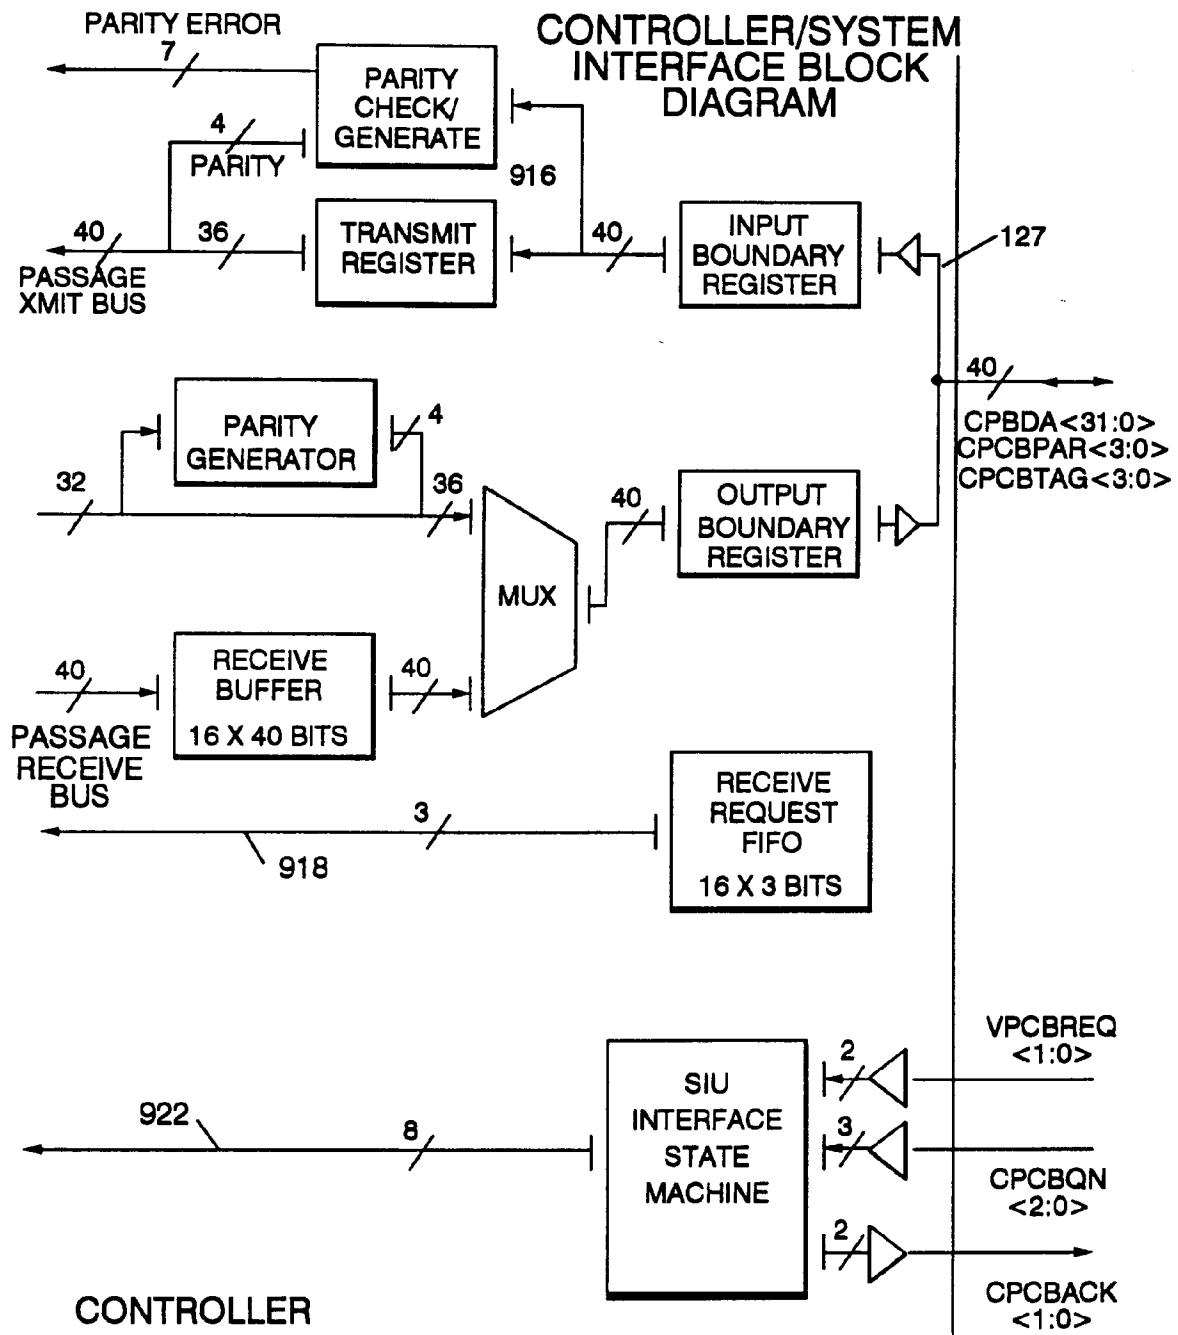 PARITY ERROR
7
CONTROLLER/SYSTEM
INTERFACE BLOCK
DIAGRAM
PARITY
CHECK/
GENERATE
4
PARITY
916
40
36
TRANSMIT
REGISTER
40
INPUT
BOUNDARY
REGISTER
127
PASSAGE
XMIT BUS
40
CPBDA<31:0>
CPCBPAR<3:0>
CPCBTAG<3:0>
PARITY
GENERATOR
4
32
36
MUX
40
OUTPUT
BOUNDARY
REGISTER
40
RECEIVE
BUFFER
16 X 40 BITS
40
PASSAGE
RECEIVE
BUS
3
918
RECEIVE
REQUEST
FIFO
16 X 3 BITS
VPCBREQ
<1:0>
2
SIU
INTERFACE
STATE
MACHINE
922
8
3
CPCBQN
<2:0>
2
CPCBACK
<1:0>
CONTROLLER